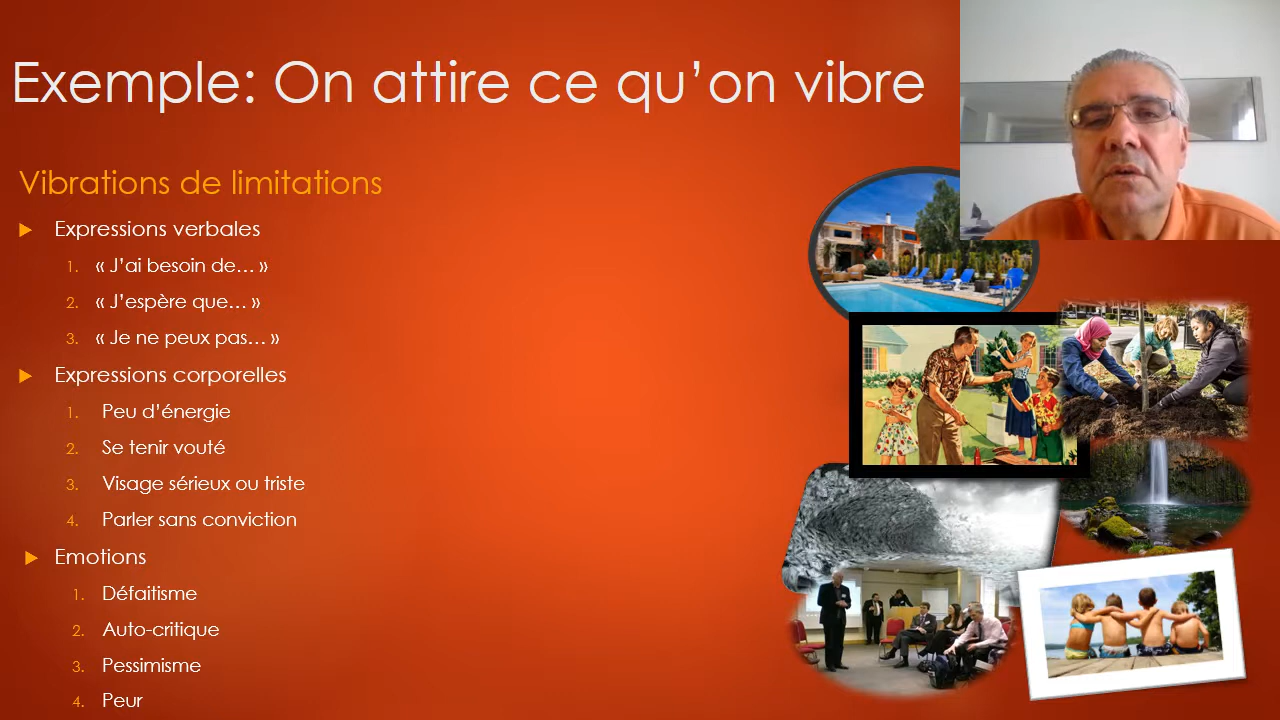 Exemple: On attire ce qu’on vibre
Vibrations de limitations
Expressions verbales
1. « J’ai besoin de… »
2. « J’espère que… »
3. « Je ne peux pas… »
Expressions corporelles
1. Peu d’énergie
2. Se tenir vouté
3. Visage sérieux ou triste
4. Parler sans conviction
Emotions
1. Défaitisme
2. Auto-critique
3. Pessimisme
4. Peur